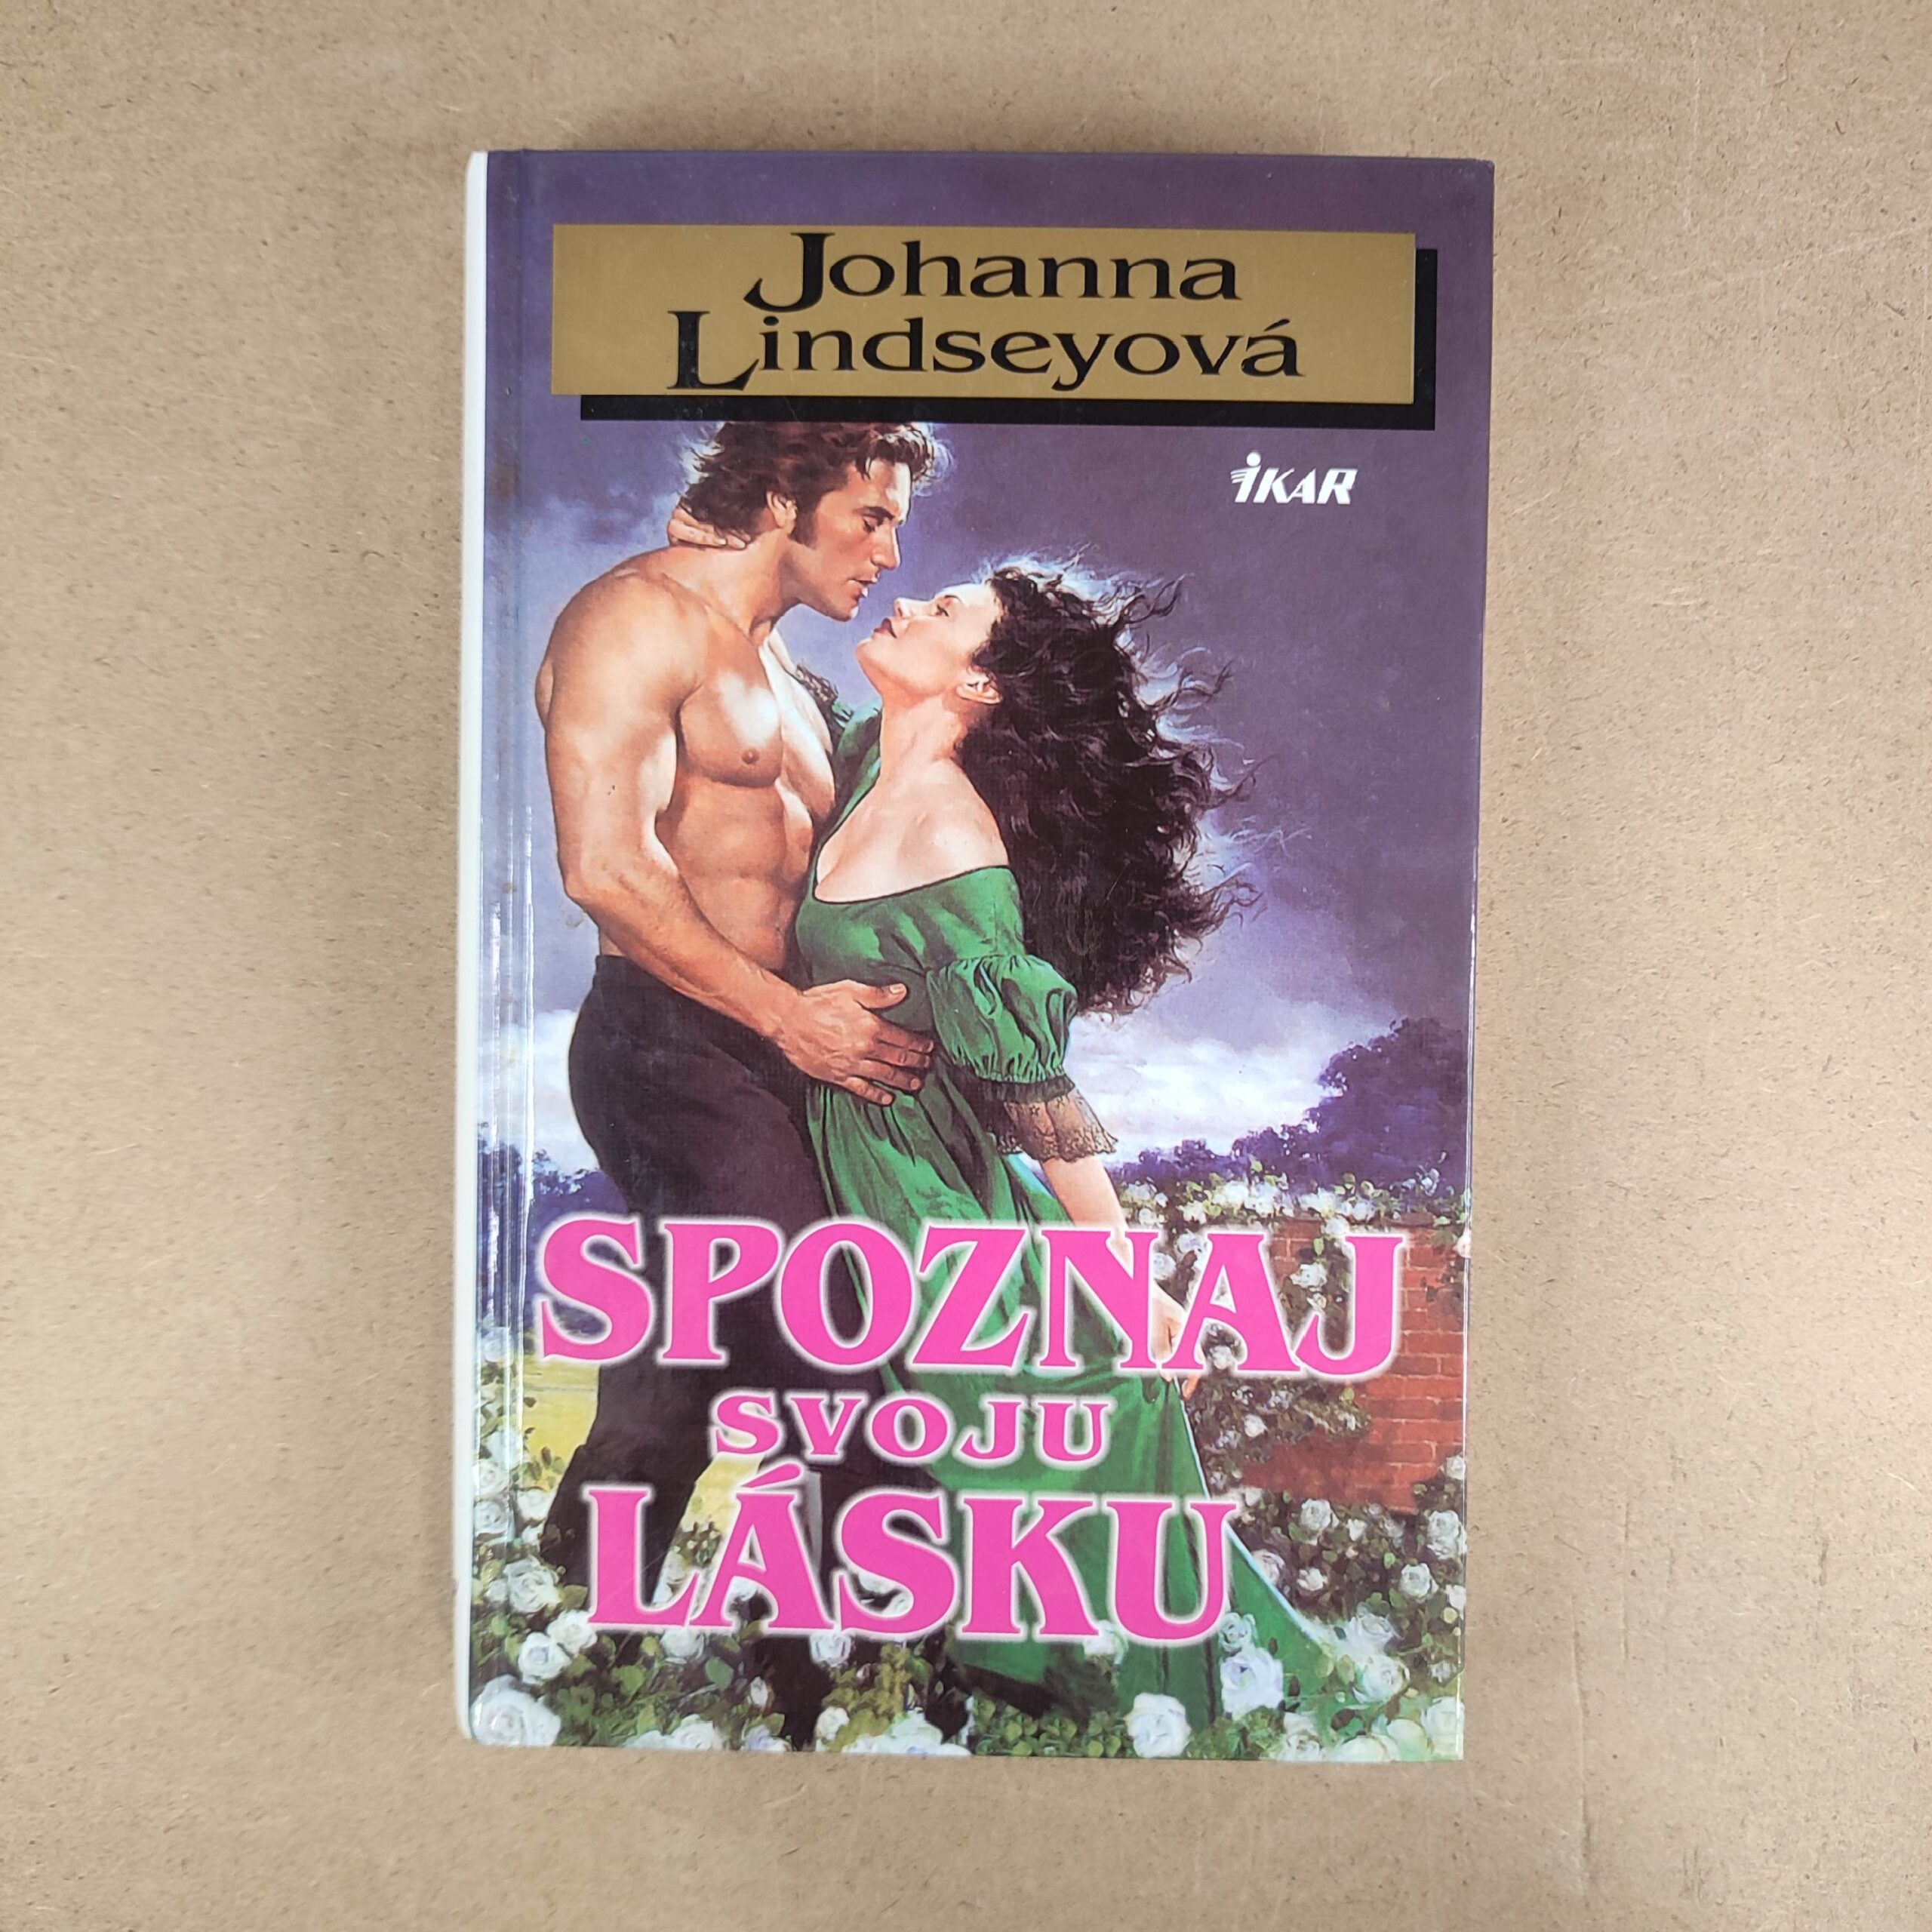 Johanna
Lindseyová
iKAR
SPOZNAJ
SVOJU
LÁSKU